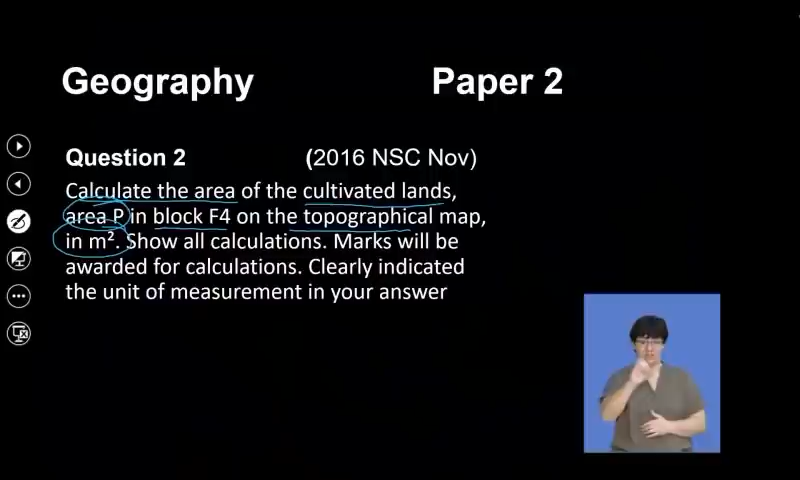 Geography Paper 2
Question 2 (2016 NSC Nov)
Calculate the area of the cultivated lands,
area P in block F4 on the topographical map,
in m². Show all calculations. Marks will be
awarded for calculations. Clearly indicated
the unit of measurement in your answer